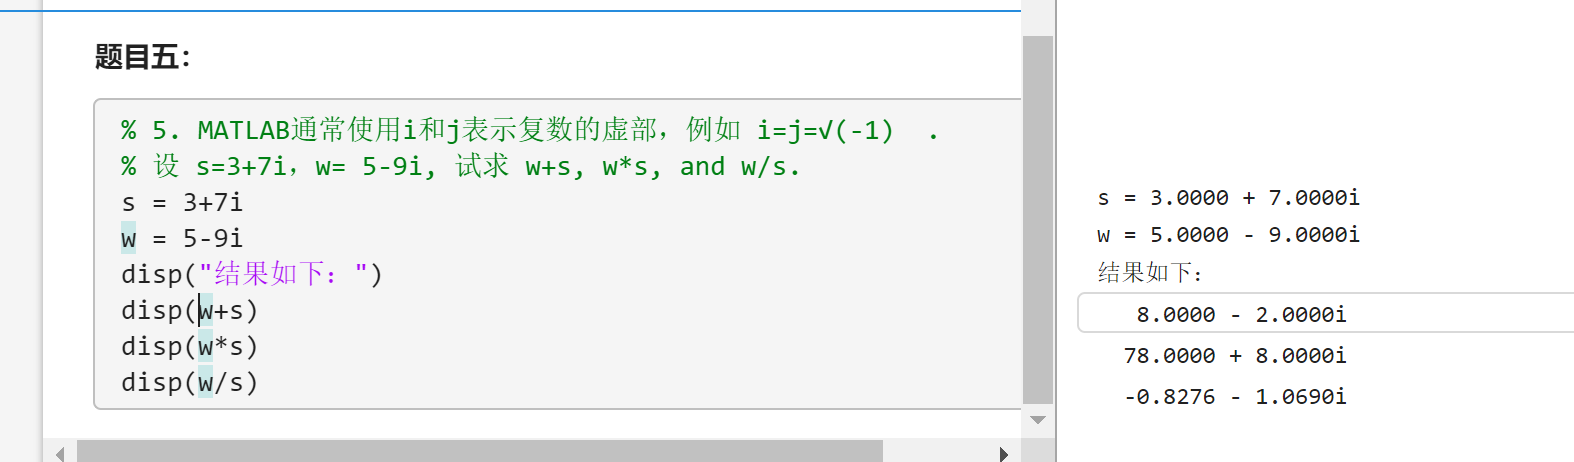 题目五：
% 5. MATLAB通常使用i和j表示复数的虚部，例如 i=j=√(-1)  .
% 设 s=3+7i，w= 5-9i, 试求 w+s, w*s, and w/s.
s = 3+7i
w = 5-9i
disp("结果如下：")
disp(w+s)
disp(w*s)
disp(w/s)
s = 3.0000 + 7.0000i
w = 5.0000 - 9.0000i
结果如下：
8.0000 - 2.0000i
78.0000 + 8.0000i
-0.8276 - 1.0690i